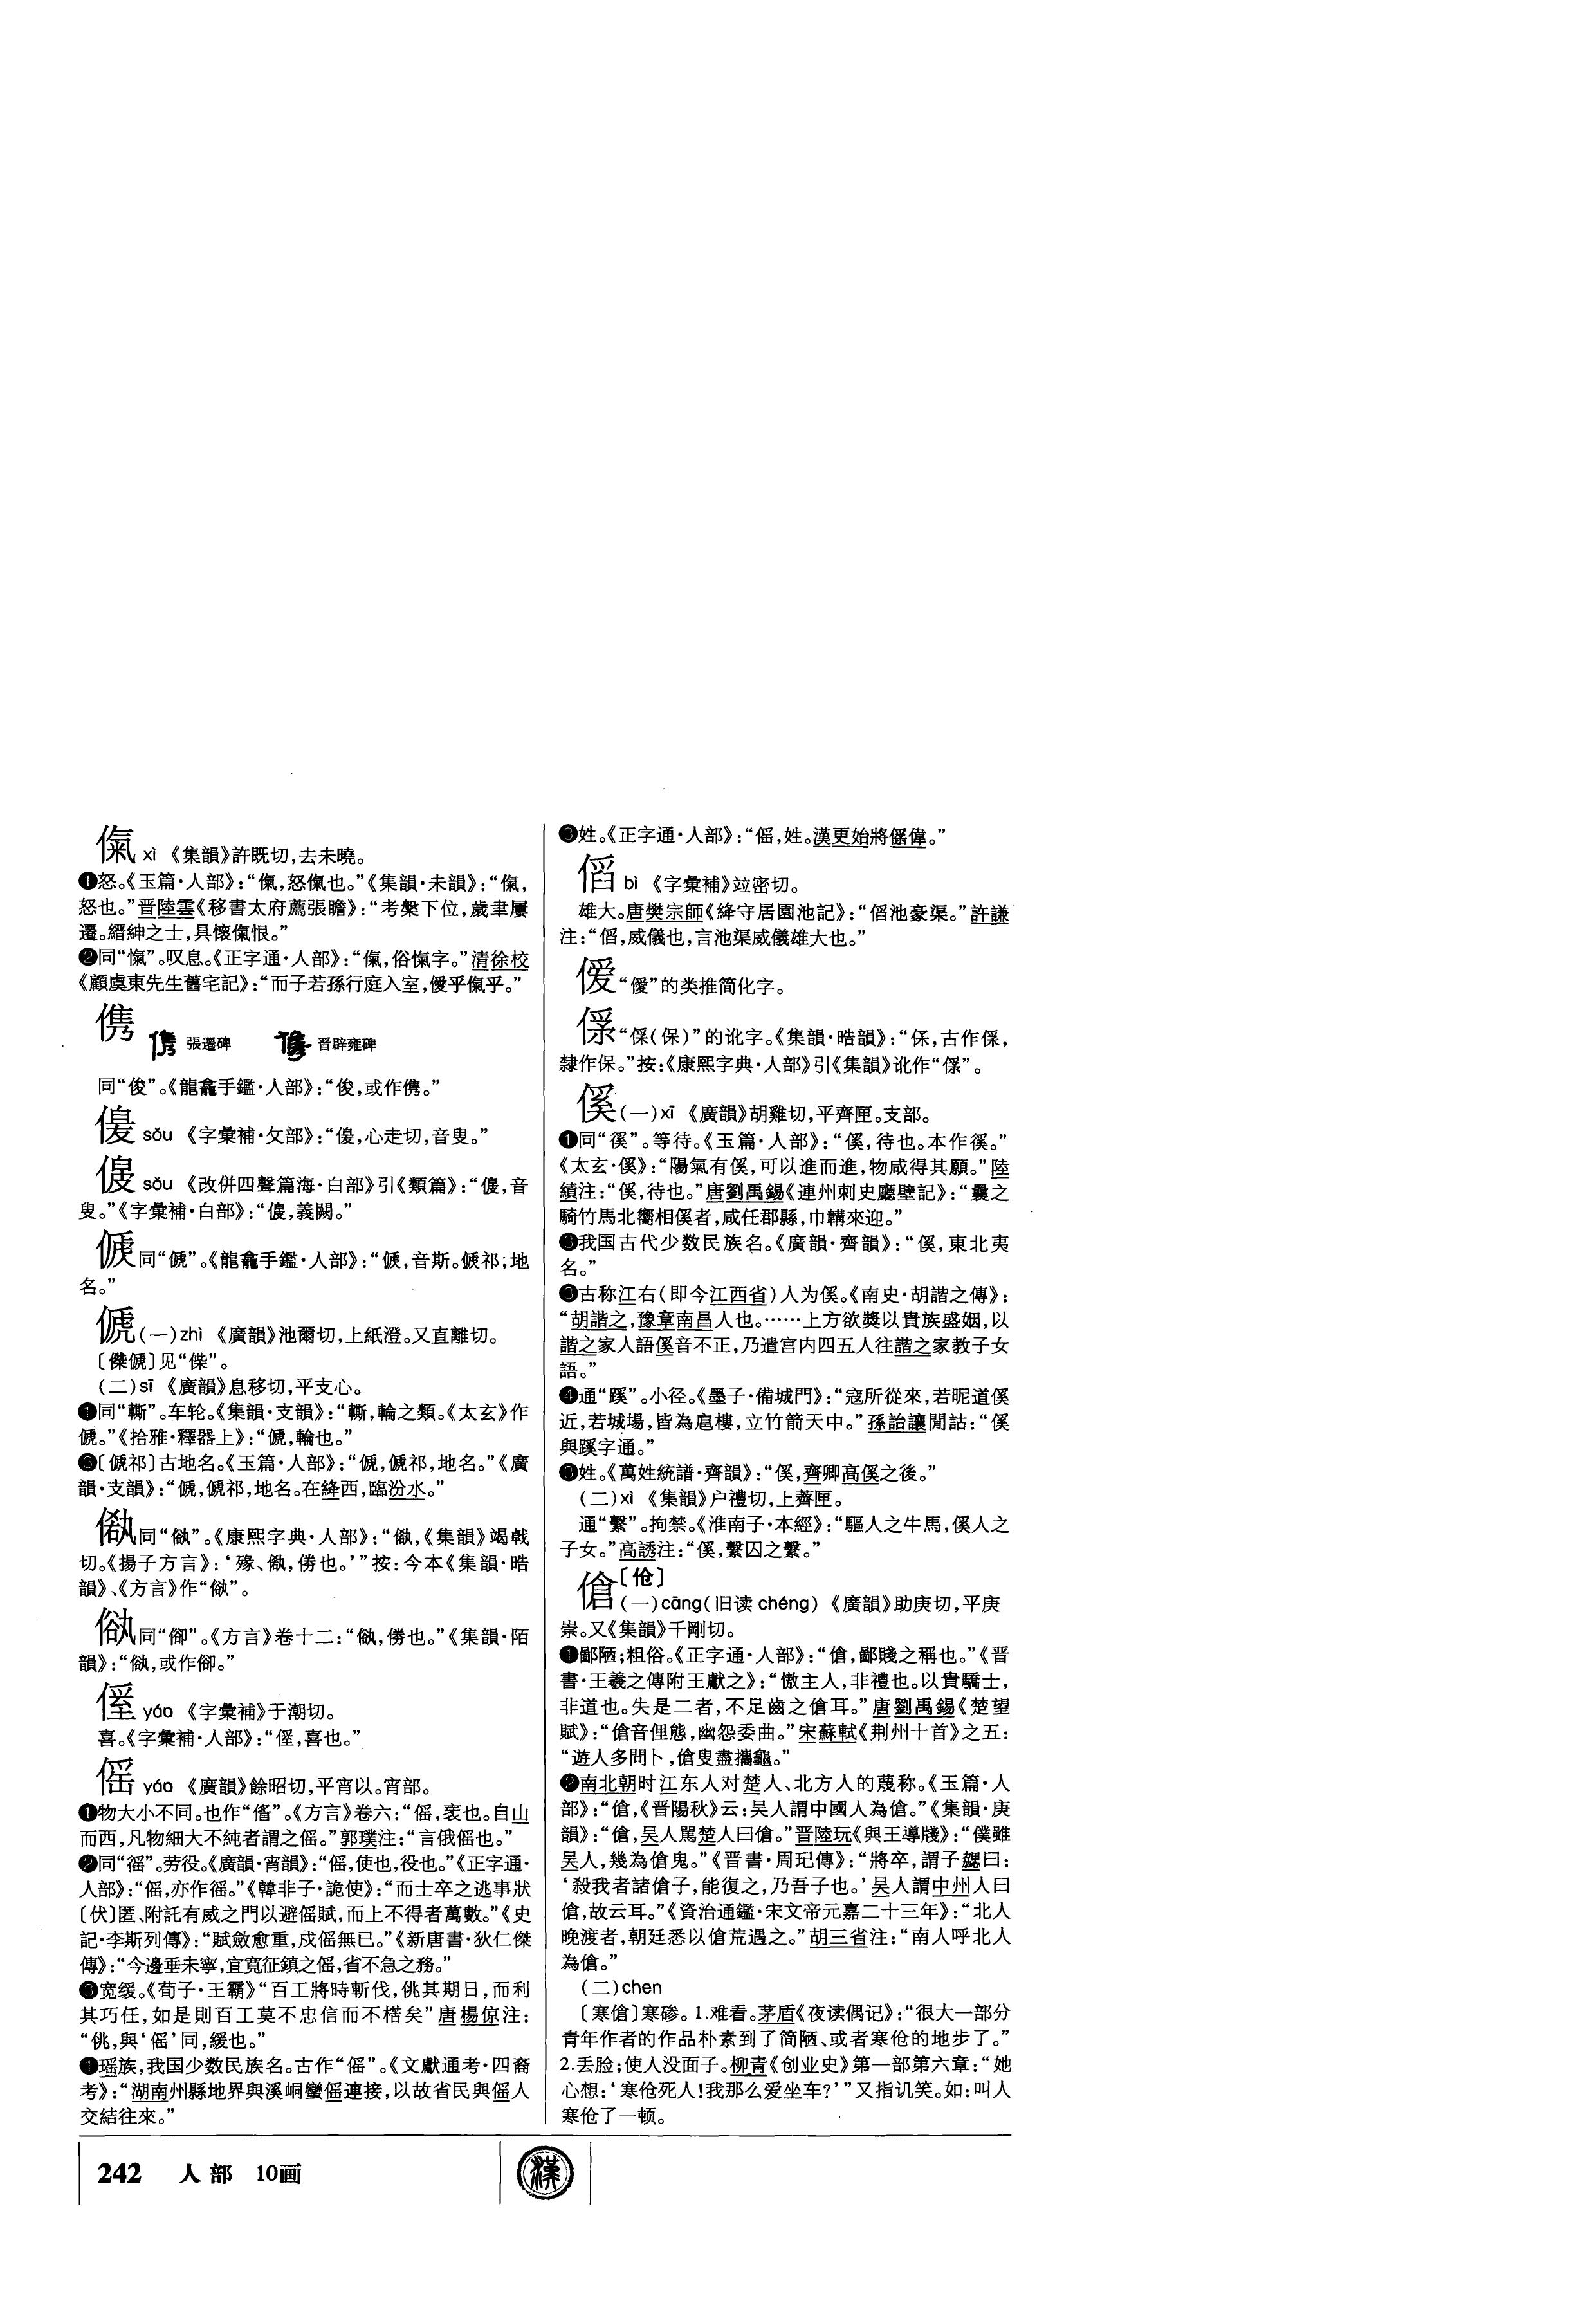 㑶 xì 《集韻》許既切，去未曉。
❶怒。《玉篇·人部》：“㑶，怒㑶也。”《集韻·未韻》：“㑶，
怒也。”晋陸雲《移書太府薦張瞻》：“考槃下位，歲聿屢
遷。縉紳之士，具懷㑶恨。”
❷同“愾”。叹息。《正字通·人部》：“㑶，俗愾字。”清徐校
《顧虞東先生舊宅記》：“而子若孫行庭入室，僾乎㑶乎。”
㑺
張遷碑 晋辟雍碑
同“俊”。《龍龕手鑑·人部》：“俊，或作㑺。”
sǒu 《字彙補·攵部》：“，心走切，音叟。”
sǒu 《改併四聲篇海·白部》引《類篇》：“，音
叟。”《字彙補·白部》：“，義闕。”
同“傂”。《龍龕手鑑·人部》：“，音斯。祁，地
名。”
傂(一)zhì 《廣韻》池爾切，上紙澄。又直離切。
〔傑傂〕见“傑”。
(二)sī 《廣韻》息移切，平支心。
❶同“𨊢”。车轮。《集韻·支韻》：“，輪之類。《太玄》作
傂。”《拾雅·釋器上》：“傂，輪也。”
❸〔傂祁〕古地名。《玉篇·人部》：“傂，傂祁，地名。”《廣
韻·支韻》：“傂，傂祁，地名。在絳西，臨汾水。”
同“”。《康熙字典·人部》：“，《集韻》竭戟
切。《揚子方言》：‘殩、，傍也。’”按：今本《集韻·晧
韻》、《方言》作“”。
同“”。《方言》卷十二：“，傍也。”《集韻·陌
韻》：“，或作。”
yáo 《字彙補》于潮切。
喜。《字彙補·人部》：“，喜也。”
傜 yáo 《廣韻》餘昭切，平宵以。宵部。
❶物大小不同。也作“㒡”。《方言》卷六：“傜，衺也。自山
而西，凡物細大不純者謂之傜。”郭璞注：“言俄傜也。”
❷同“徭”。劳役。《廣韻·宵韻》：“傜，使也，役也。”《正字通·
人部》：“傜，亦作徭。”《韓非子·詭使》：“而士卒之逃事狀
〔伏〕匿、附託有威之門以避傜賦，而上不得者萬數。”《史
記·李斯列傳》：“賦斂愈重，戍傜無已。”《新唐書·狄仁傑
傳》：“今邊垂未寧，宜寬征鎮之傜，省不急之務。”
❸宽缓。《荀子·王霸》“百工將時斬伐，佻其期日，而利
其巧任，如是則百工莫不忠信而不楛矣”唐楊倞注：
“佻，與‘傜’同，緩也。”
❶瑶族，我国少数民族名。古作“傜”。《文獻通考·四裔
考》：“湖南州縣地界與溪峒蠻傜連接，以故省民與傜人
交結往來。”
❸姓。《正字通·人部》：“傜，姓。漢更始將傜偉。”
bì 《字彙補》竝密切。
雄大。唐樊宗師《絳守居園池記》：“池豪渠。”許謙
注：“，威儀也，言池渠威儀雄大也。”
“僾”的类推简化字。
“保(保)”的讹字。《集韻·晧韻》：“保，古作，
隸作保。”按：《康熙字典·人部》引《集韻》讹作“”。
傒(一)xī 《廣韻》胡雞切，平齊匣。支部。
❶同“徯”。等待。《玉篇·人部》：“傒，待也。本作徯。”
《太玄·傒》：“陽氣有傒，可以進而進，物咸得其願。”陸
績注：“傒，待也。”唐劉禹錫《連州刺史廳壁記》：“曩之
騎竹馬北嚮相傒者，咸任郡縣，巾韝來迎。”
❸我国古代少数民族名。《廣韻·齊韻》：“傒，東北夷
名。”
❸古称江右(即今江西省)人为傒。《南史·胡諧之傳》：
“胡諧之，豫章南昌人也。……上方欲獎以貴族盛姻，以
諧之家人語傒音不正，乃遣宫内四五人往諧之家教子女
語。”
❹通“蹊”。小径。《墨子·備城門》：“寇所從來，若昵道傒
近，若城場，皆為扈樓，立竹箭天中。”孫詒讓閒詁：“傒
與蹊字通。”
❸姓。《萬姓統譜·齊韻》：“傒，齊卿高傒之後。”
(二)xì 《集韻》户禮切，上薺匣。
通“繫”。拘禁。《淮南子·本經》：“驅人之牛馬，傒人之
子女。”高誘注：“傒，繫囚之繫。”
傖〔伧〕
(一)cāng(旧读chéng) 《廣韻》助庚切，平庚
崇。又《集韻》千剛切。
❶鄙陋；粗俗。《正字通·人部》：“傖，鄙賤之稱也。”《晋
書·王羲之傳附王獻之》：“慠主人，非禮也。以貴驕士，
非道也。失是二者，不足齒之傖耳。”唐劉禹錫《楚望
賦》：“傖音俚態，幽怨委曲。”宋蘇軾《荆州十首》之五：
“遊人多問卜，傖叟盡攜龜。”
❷南北朝时江东人对楚人、北方人的蔑称。《玉篇·人
部》：“傖，《晋陽秋》云：吴人謂中國人為傖。”《集韻·庚
韻》：“傖，吴人罵楚人曰傖。”晋陸玩《與王導牋》：“僕雖
吴人，幾為傖鬼。”《晋書·周玘傳》：“將卒，謂子勰曰：
‘殺我者諸傖子，能復之，乃吾子也。’吴人謂中州人曰
傖，故云耳。”《資治通鑑·宋文帝元嘉二十三年》：“北人
晚渡者，朝廷悉以傖荒遇之。”胡三省注：“南人呼北人
為傖。”
(二)chen
〔寒傖〕寒碜。1.难看。茅盾《夜读偶记》：“很大一部分
青年作者的作品朴素到了简陋、或者寒伧的地步了。”
2.丢脸；使人没面子。柳青《创业史》第一部第六章：“她
心想：‘寒伧死人！我那么爱坐车？’”又指讥笑。如：叫人
寒伧了一顿。
242 人部 10画
漢